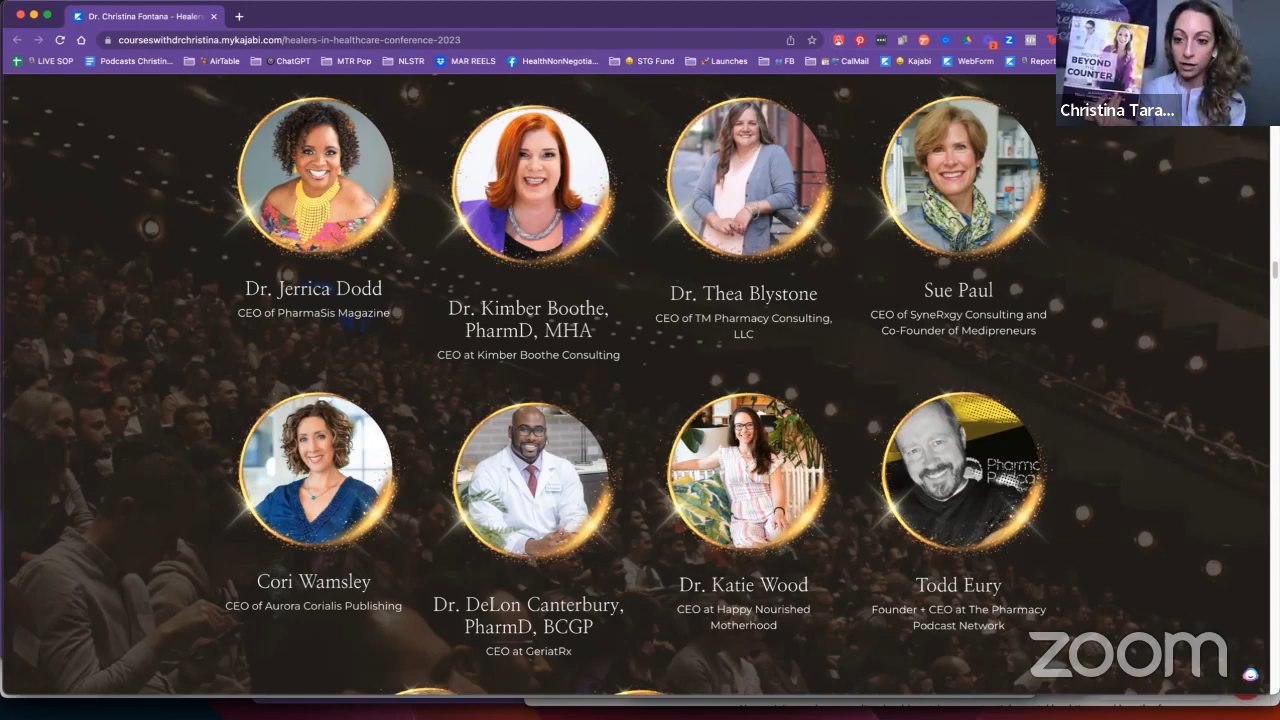 Dr. Christina Fontana - Healers
courseswithdrchristina.mykajabi.com/healers-in-healthcare-conference-2023
LIVE SOP
Podcasts Christin...
AirTable
ChatGPT
MTR Pop
NLSTR
MAR REELS
HealthNonNegotia...
STG Fund
Launches
FB
CalMail
Kajabi
WebForm
Report
BEYOND
THE
COUNTER
Christina Tara...
Dr. Jerrica Dodd
CEO of PharmaSis Magazine
Dr. Kimber Boothe,
PharmD, MHA
CEO at Kimber Boothe Consulting
Dr. Thea Blystone
CEO of TM Pharmacy Consulting,
LLC
Sue Paul
CEO of SyneRxgy Consulting and
Co-Founder of Medipreneurs
Pharma
Podcas
Cori Wamsley
CEO of Aurora Corialis Publishing
Dr. DeLon Canterbury,
PharmD, BCGP
CEO at GeriatRx
Dr. Katie Wood
CEO at Happy Nourished
Motherhood
Todd Eury
Founder + CEO at The Pharmacy
Podcast Network
zoom